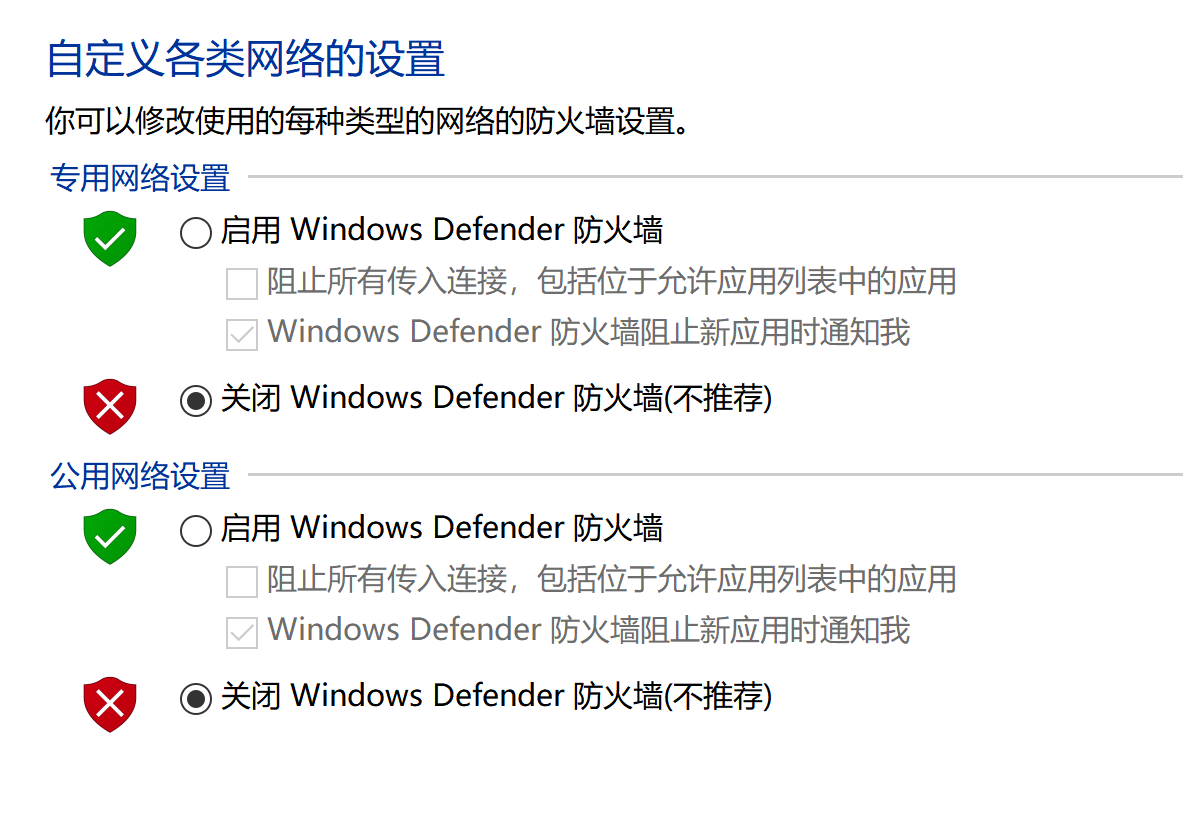 自定义各类网络的设置
你可以修改使用的每种类型的网络的防火墙设置。
专用网络设置
启用 Windows Defender 防火墙
阻止所有传入连接，包括位于允许应用列表中的应用
Windows Defender 防火墙阻止新应用时通知我
关闭 Windows Defender 防火墙(不推荐)
公用网络设置
启用 Windows Defender 防火墙
阻止所有传入连接，包括位于允许应用列表中的应用
Windows Defender 防火墙阻止新应用时通知我
关闭 Windows Defender 防火墙(不推荐)